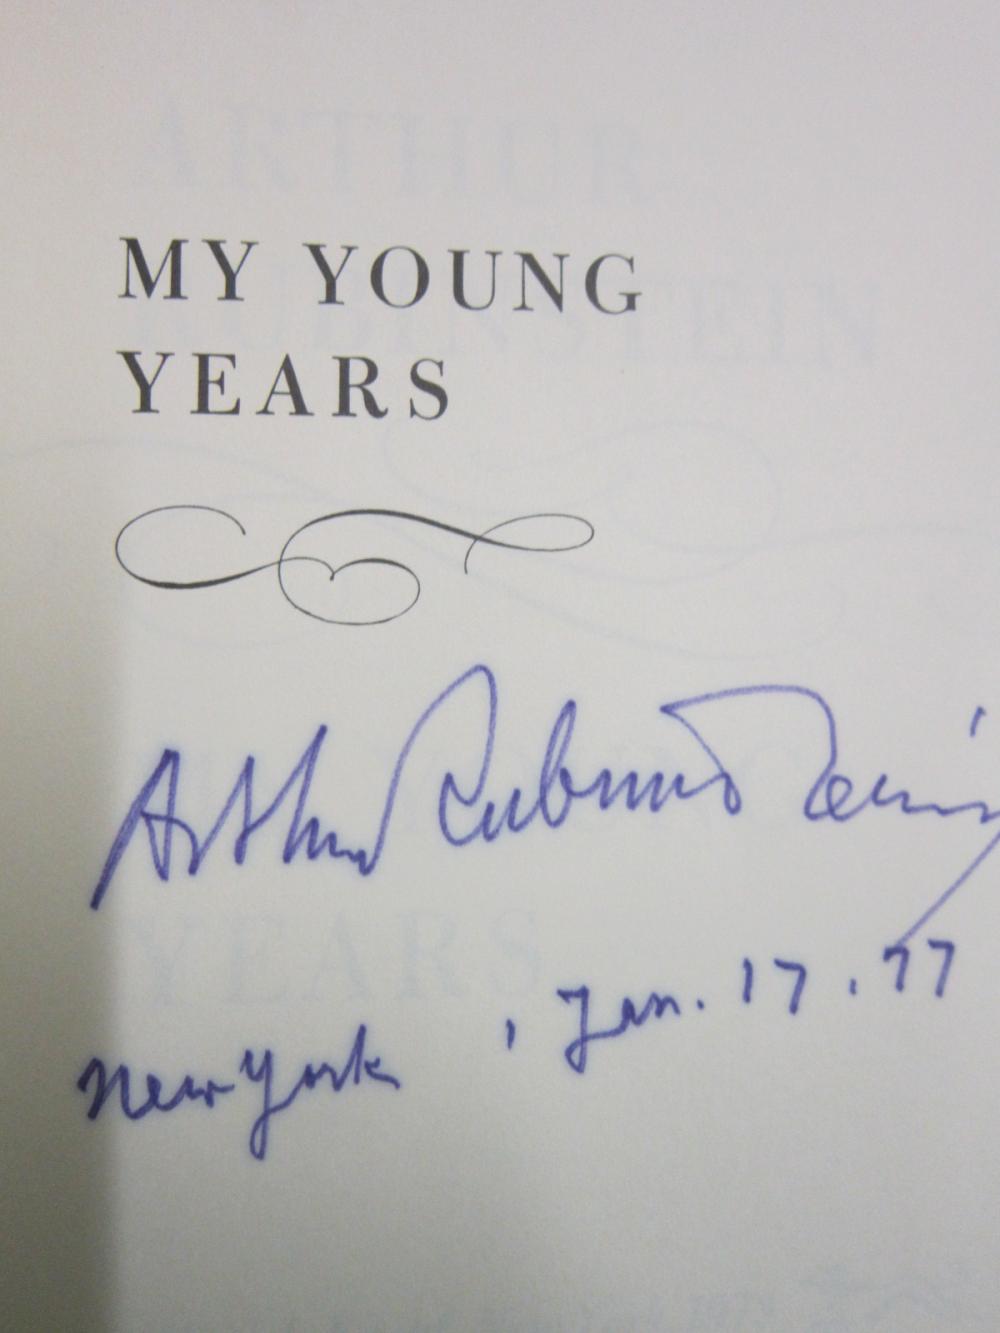 MY YOUNG
YEARS
Arthur Rubinstein
New York, Jan. 17. 77